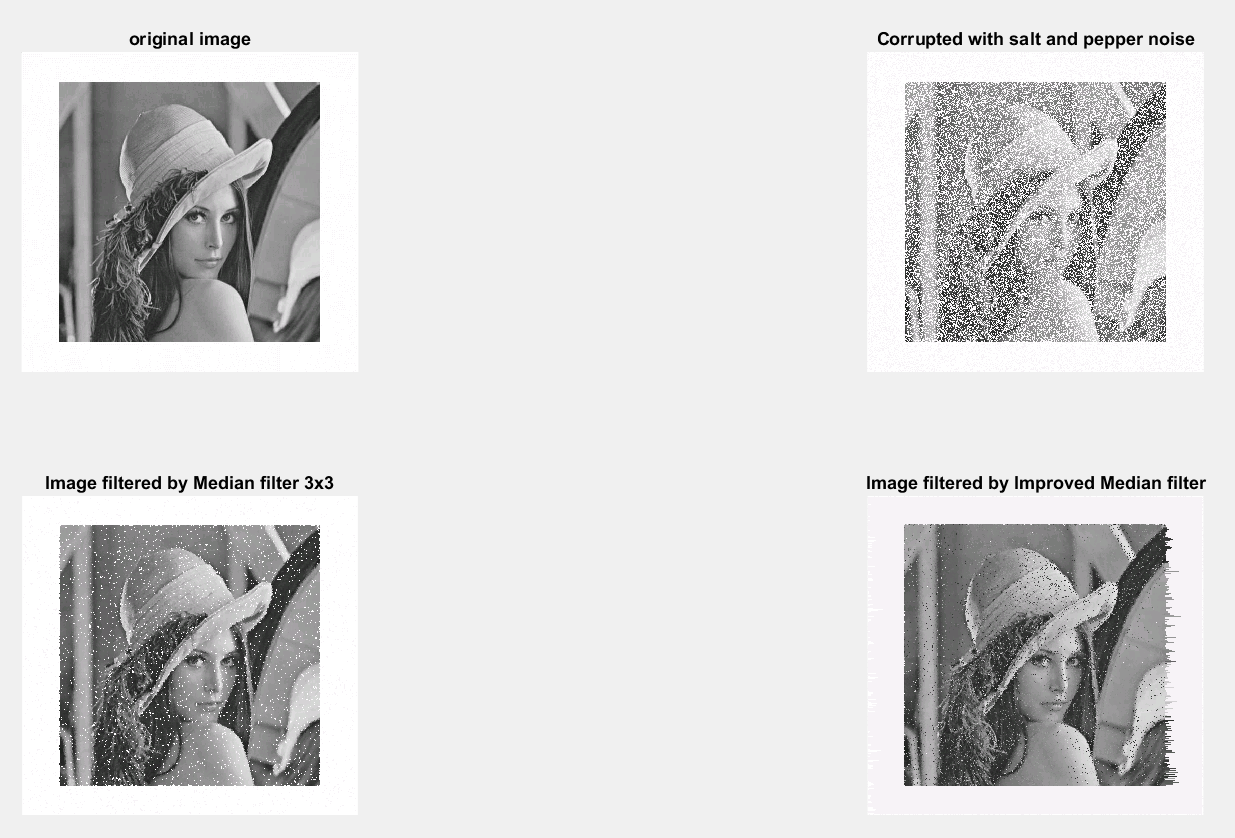 original image
Corrupted with salt and pepper noise
Image filtered by Median filter 3x3
Image filtered by Improved Median filter